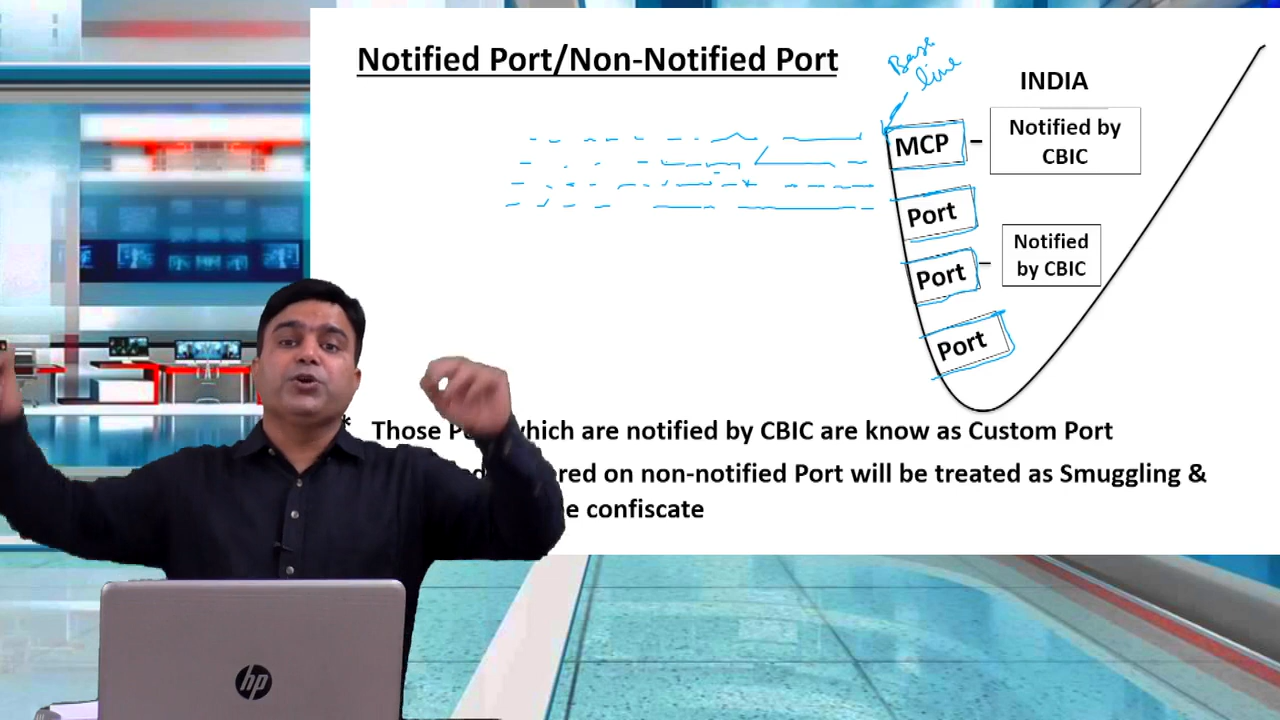 Notified Port/Non-Notified Port
Base
line
INDIA
MCP
Notified by
CBIC
Port
Port
Notified
by CBIC
Port
* Those which are notified by CBIC are know as Custom Port
on non-notified Port will be treated as Smuggling &
confiscate
hp